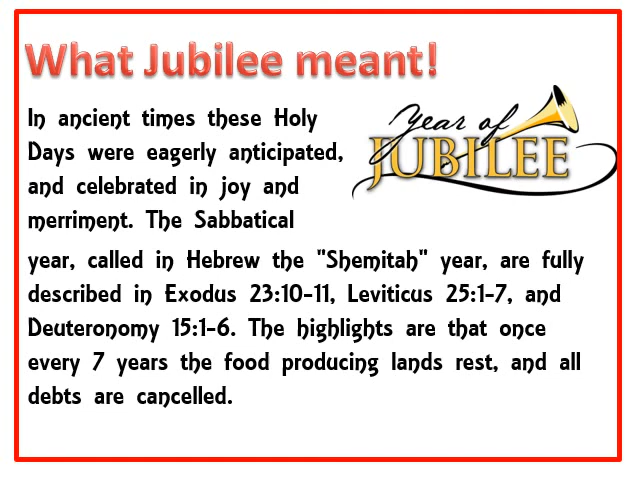 What Jubilee meant!
Year of
JUBILEE
In ancient times these Holy
Days were eagerly anticipated,
and celebrated in joy and
merriment. The Sabbatical
year, called in Hebrew the "Shemitah" year, are fully
described in Exodus 23:10-11, Leviticus 25:1-7, and
Deuteronomy 15:1-6. The highlights are that once
every 7 years the food producing lands rest, and all
debts are cancelled.